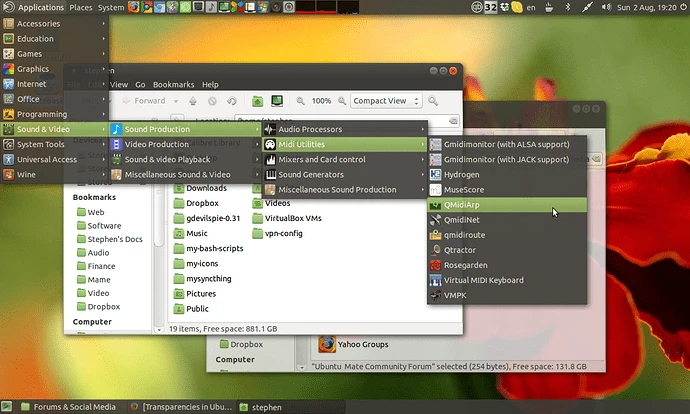 Applications Places System
en
32
Sun 2 Aug, 19:20
Accessories
Education
Games
Graphics
Internet
Office
Programming
Sound & Video
System Tools
Universal Access
Wine
Sound Production
Video Production
Sound & video Playback
Miscellaneous Sound & Video
Audio Processors
Midi Utilities
Mixers and Card control
Sound Generators
Miscellaneous Sound Production
Gmidimonitor (with ALSA support)
Gmidimonitor (with JACK support)
Hydrogen
MuseScore
QMidiArp
QmidiNet
qmidiroute
Qtractor
Rosegarden
Virtual MIDI Keyboard
VMPK
stephen
View Go Bookmarks Help
Forward
100%
Compact View
Location:
Bookmarks
Web
Software
Stephen's Docs
Audio
Finance
Mame
Video
Dropbox
Computer
Downloads
Dropbox
gdevilspie-0.31
Music
my-bash-scripts
my-icons
mysyncthing
Pictures
Public
Videos
VirtualBox VMs
vpn-config
19 items, Free space: 881.1 GB
Dropbox
Computer
Yahoo Groups
"Ubuntu Mate Community Forum" selected (254 bytes), Free space: 131.8 GB
Forums & Social Media
[Transparencies in Ubu...
stephen